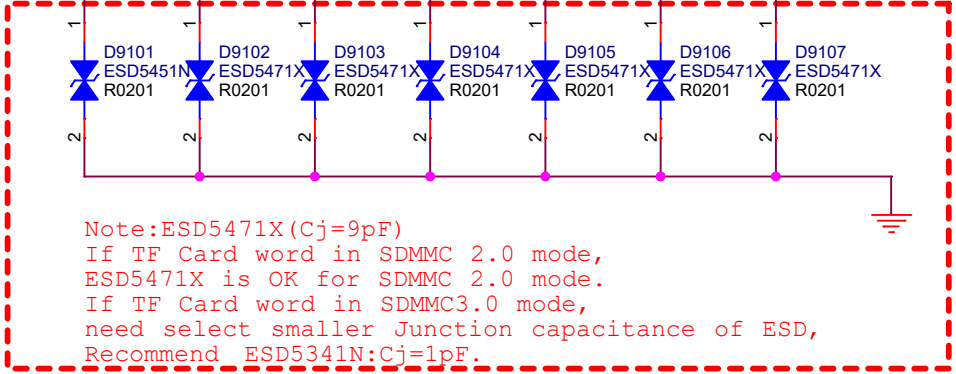 1 1 1 1 1 1 1
D9101 D9102 D9103 D9104 D9105 D9106 D9107
ESD5451N ESD5471X ESD5471X ESD5471X ESD5471X ESD5471X ESD5471X
R0201 R0201 R0201 R0201 R0201 R0201 R0201
2 2 2 2 2 2 2
Note:ESD5471X(Cj=9pF)
If TF Card word in SDMMC 2.0 mode,
ESD5471X is OK for SDMMC 2.0 mode.
If TF Card word in SDMMC3.0 mode,
need select smaller Junction capacitance of ESD,
Recommend ESD5341N:Cj=1pF.